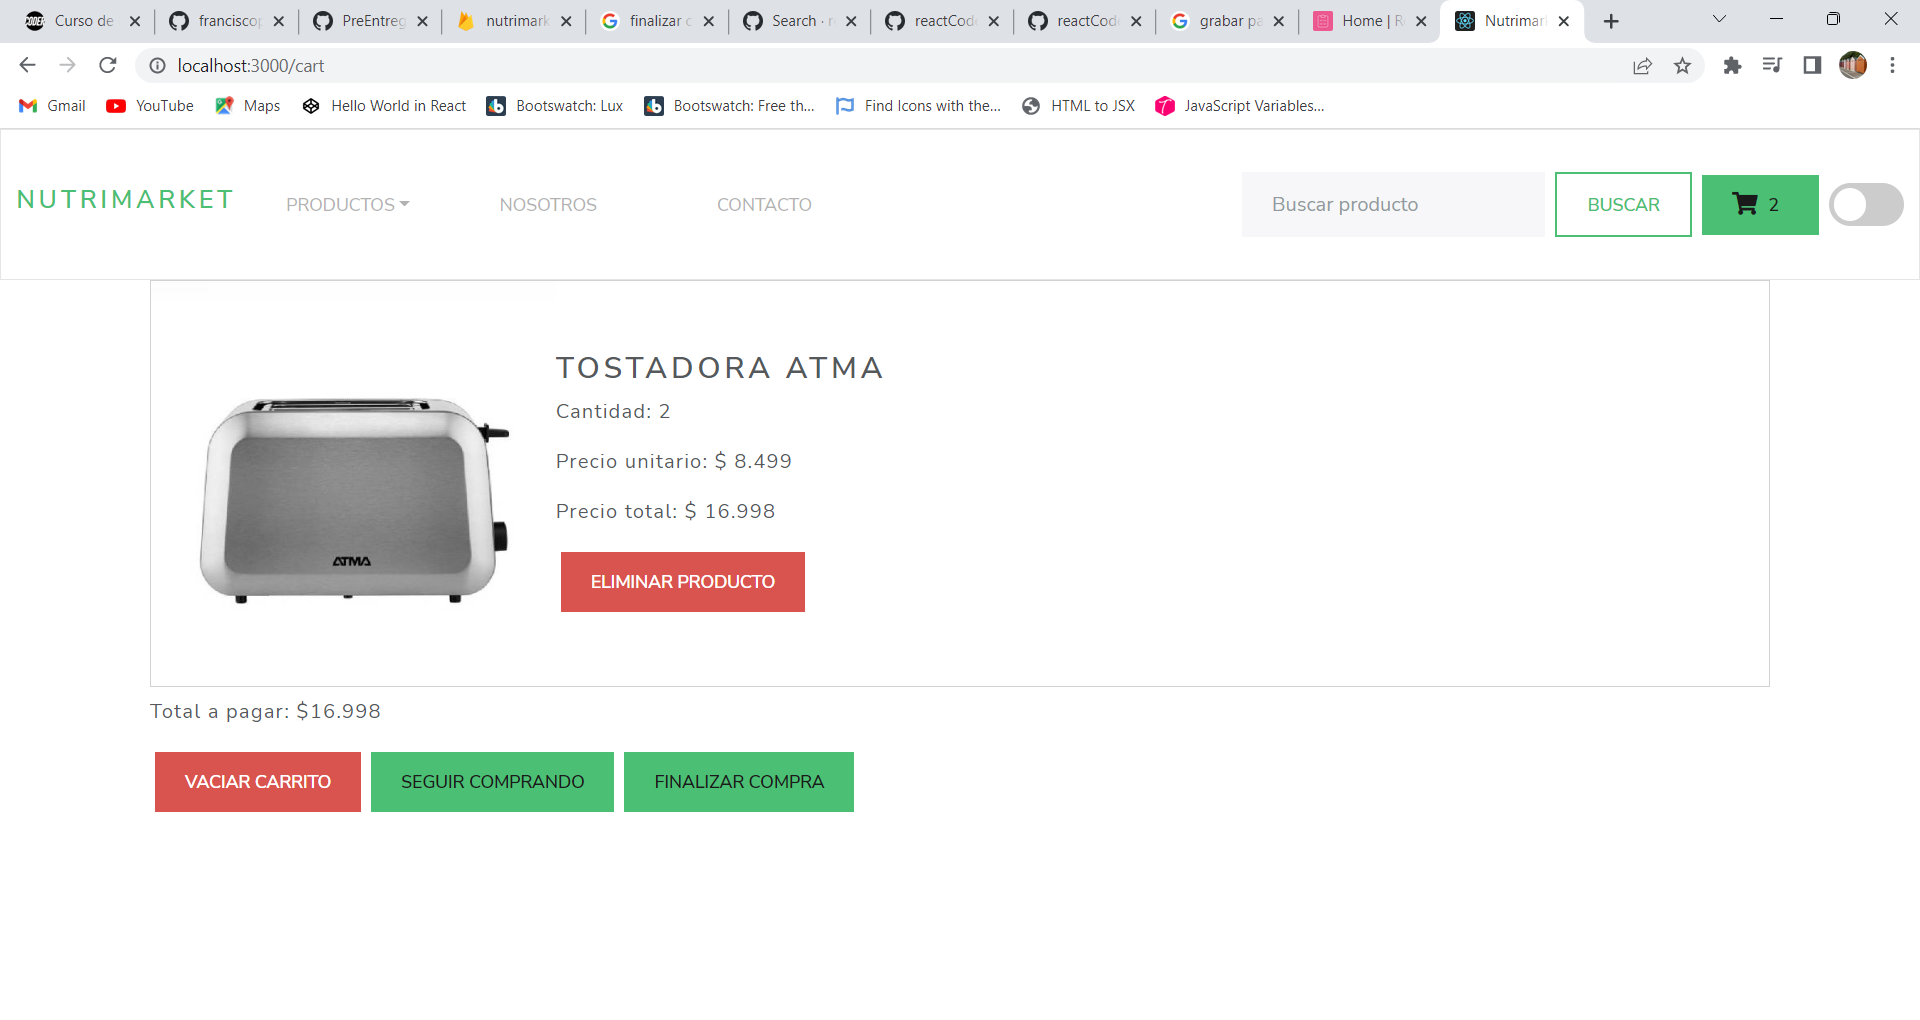 Curso de
francisco
PreEntreg
nutrimark
finalizar
Search ·
reactCod
reactCod
grabar pa
Home |
Nutrimar
localhost:3000/cart
Gmail
YouTube
Maps
Hello World in React
Bootswatch: Lux
Bootswatch: Free th...
Find Icons with the...
HTML to JSX
JavaScript Variables...
NUTRIMARKET
PRODUCTOS
NOSOTROS
CONTACTO
Buscar producto
BUSCAR
2
TOSTADORA ATMA
Cantidad: 2
Precio unitario: $ 8.499
Precio total: $ 16.998
ATMA
ELIMINAR PRODUCTO
Total a pagar: $16.998
VACIAR CARRITO
SEGUIR COMPRANDO
FINALIZAR COMPRA